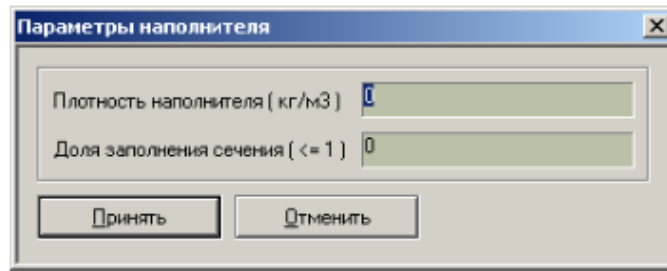 Параметры наполнителя
Плотность наполнителя ( кг/м3 ) 0
Доля заполнения сечения ( <= 1 ) 0
Принять Отменить